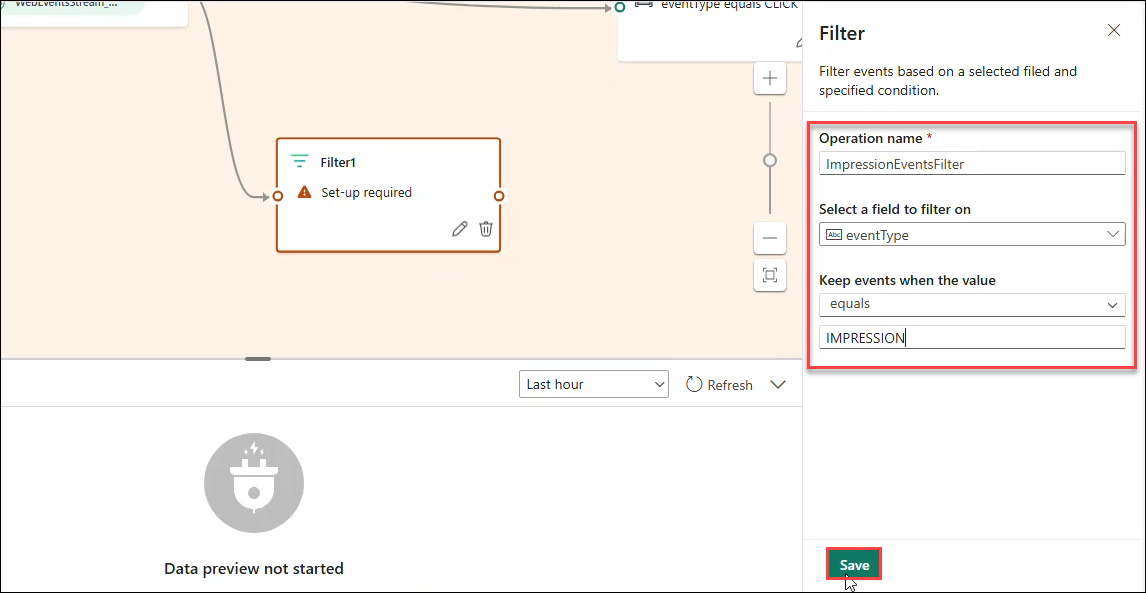 WebEventsStream_...
eventType equals CLICK
Filter1
Set-up required
Last hour
Refresh
Data preview not started
Filter
Filter events based on a selected filed and
specified condition.
Operation name *
ImpressionEventsFilter
Select a field to filter on
Abc eventType
Keep events when the value
equals
IMPRESSION
Save